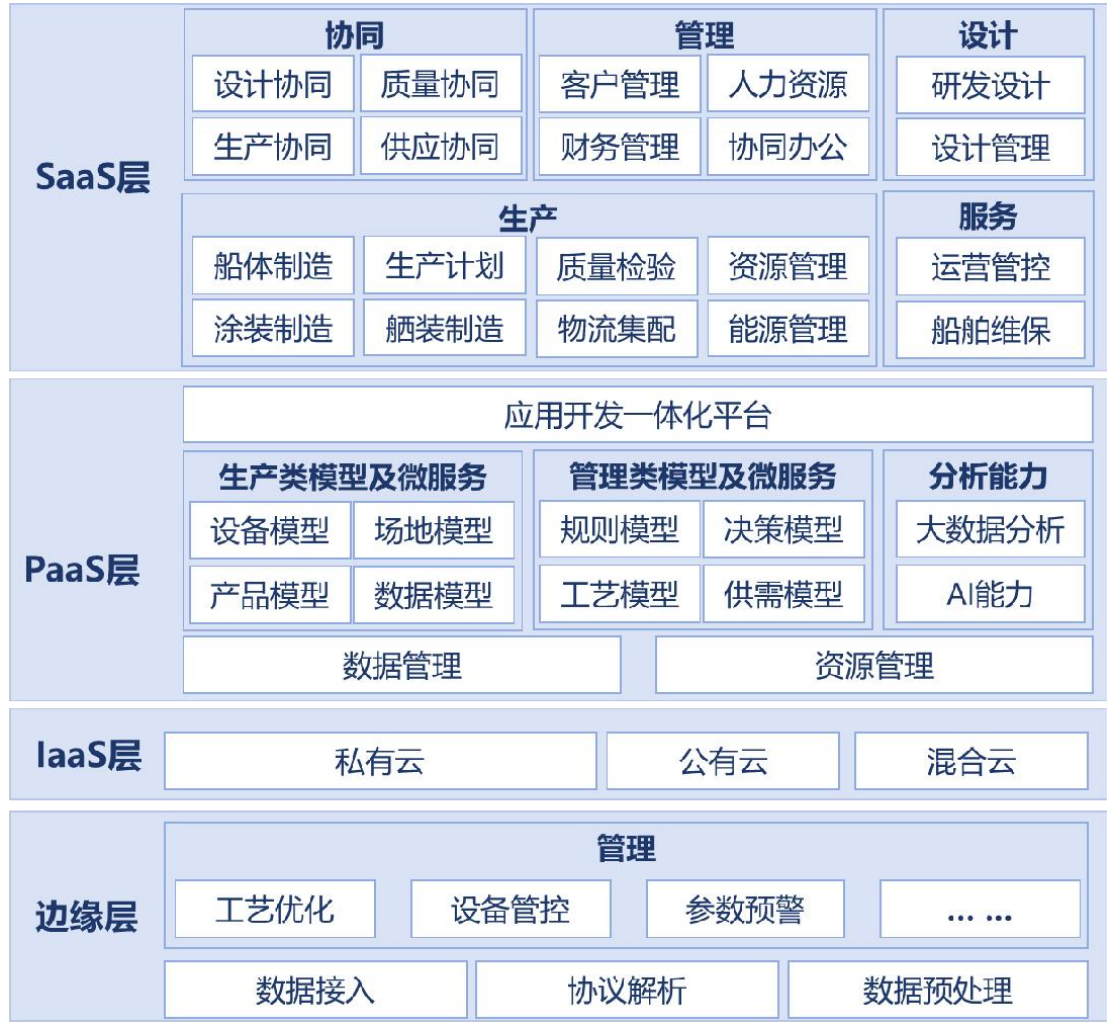 协同
管理
设计
设计协同
质量协同
客户管理
人力资源
研发设计
生产协同
供应协同
财务管理
协同办公
设计管理
SaaS层
生产
服务
船体制造
生产计划
质量检验
资源管理
运营管控
涂装制造
舾装制造
物流集配
能源管理
船舶维保
应用开发一体化平台
生产类模型及微服务
管理类模型及微服务
分析能力
设备模型
场地模型
规则模型
决策模型
大数据分析
PaaS层
产品模型
数据模型
工艺模型
供需模型
AI能力
数据管理
资源管理
IaaS层
私有云
公有云
混合云
管理
边缘层
工艺优化
设备管控
参数预警
... ...
数据接入
协议解析
数据预处理